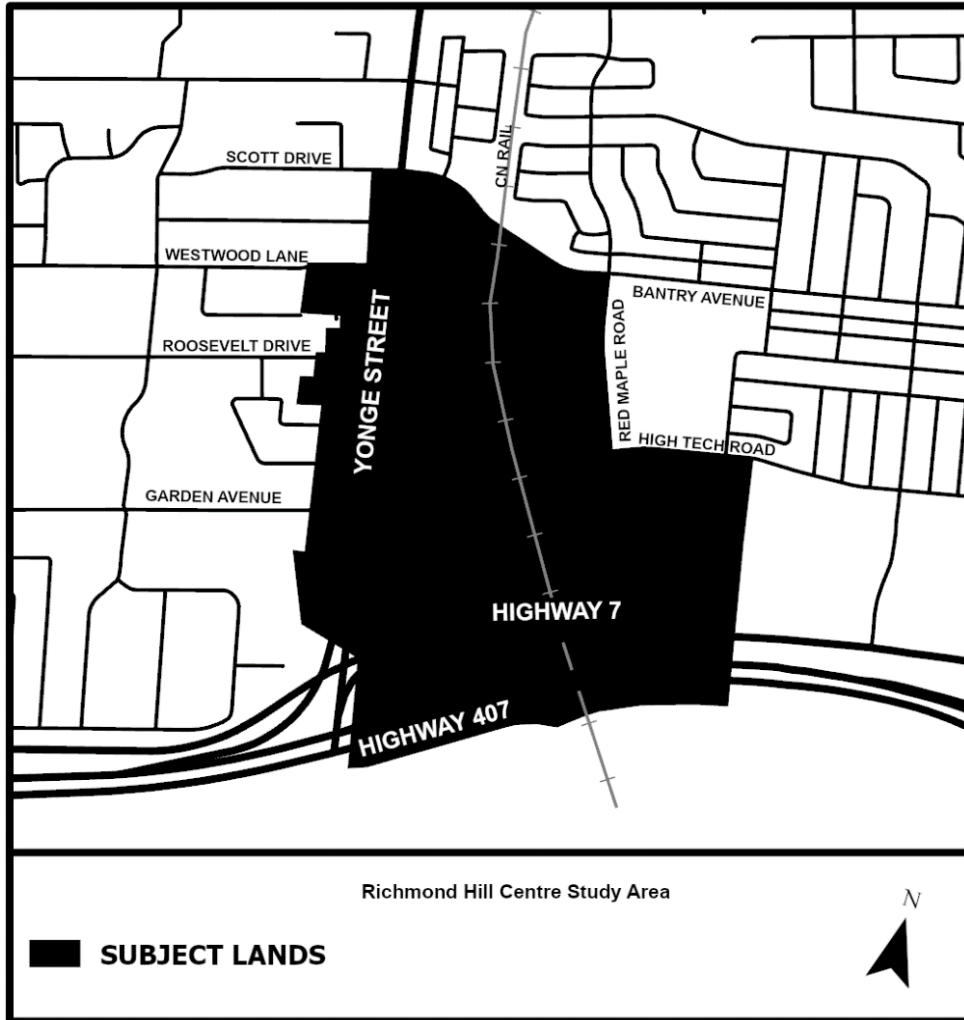 CN RAIL
SCOTT DRIVE
WESTWOOD LANE
BANTRY AVENUE
YONGE STREET
RED MAPLE ROAD
ROOSEVELT DRIVE
HIGH TECH ROAD
GARDEN AVENUE
HIGHWAY 7
HIGHWAY 407
Richmond Hill Centre Study Area
N
SUBJECT LANDS